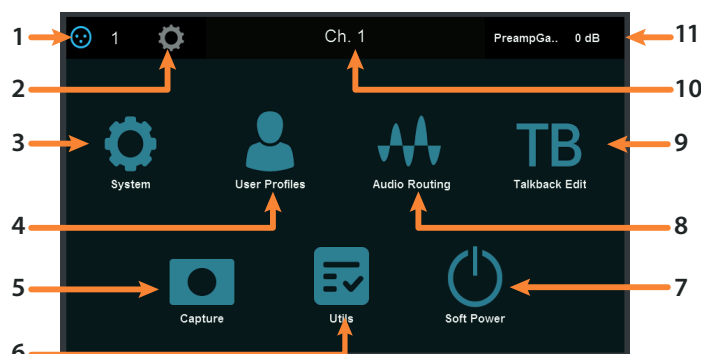 1 1 Ch. 1 PreampGa.. 0 dB 11
2 10
3 TB 9
System User Profiles Audio Routing Talkback Edit
4 8
5 7
Capture Utils Soft Power
6